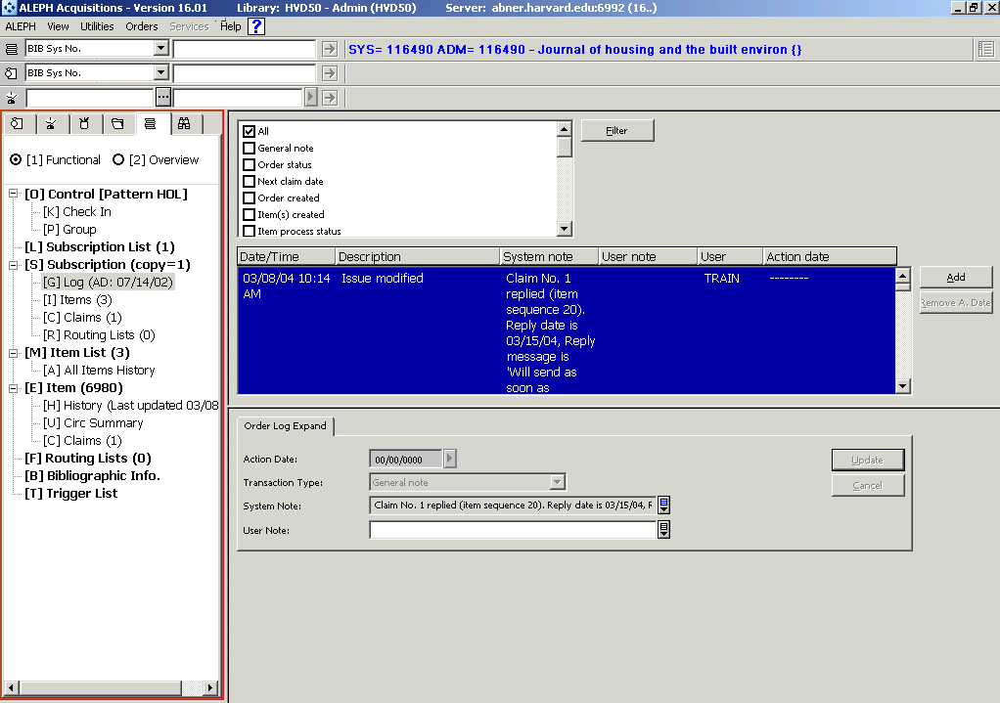 ALEPH Acquisitions - Version 16.01 Library: HVD50 - Admin (HVD50) Server: abner.harvard.edu:6992 (16..)
ALEPH View Utilities Orders Services Help ?
BIB Sys No. SYS= 116490 ADM= 116490 - Journal of housing and the built environ {}
BIB Sys No.
...
[1] Functional [2] Overview
[O] Control [Pattern HOL]
[K] Check In
[P] Group
[L] Subscription List (1)
[S] Subscription (copy=1)
[G] Log (AD: 07/14/02)
[I] Items (3)
[C] Claims (1)
[R] Routing Lists (0)
[M] Item List (3)
[A] All Items History
[E] Item (6980)
[H] History (Last updated 03/08
[U] Circ Summary
[C] Claims (1)
[F] Routing Lists (0)
[B] Bibliographic Info.
[T] Trigger List
All
General note
Order status
Next claim date
Order created
Item(s) created
Item process status
Filter
Date/Time Description System note User note User Action date
03/08/04 10:14 Issue modified Claim No. 1 TRAIN --------
AM replied (item
sequence 20).
Reply date is
03/15/04, Reply
message is
'Will send as
soon as
Add
Remove A. Date
Order Log Expand
Action Date: 00/00/0000
Transaction Type: General note
System Note: Claim No. 1 replied (item sequence 20). Reply date is 03/15/04, R
User Note:
Update
Cancel